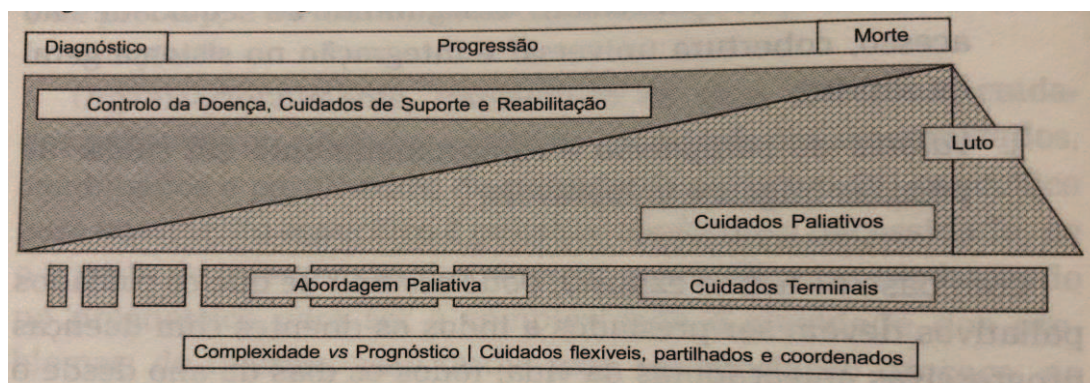 Diagnóstico
Progressão
Morte
Controlo da Doença, Cuidados de Suporte e Reabilitação
Luto
Cuidados Paliativos
Abordagem Paliativa
Cuidados Terminais
Complexidade vs Prognóstico | Cuidados flexíveis, partilhados e coordenados